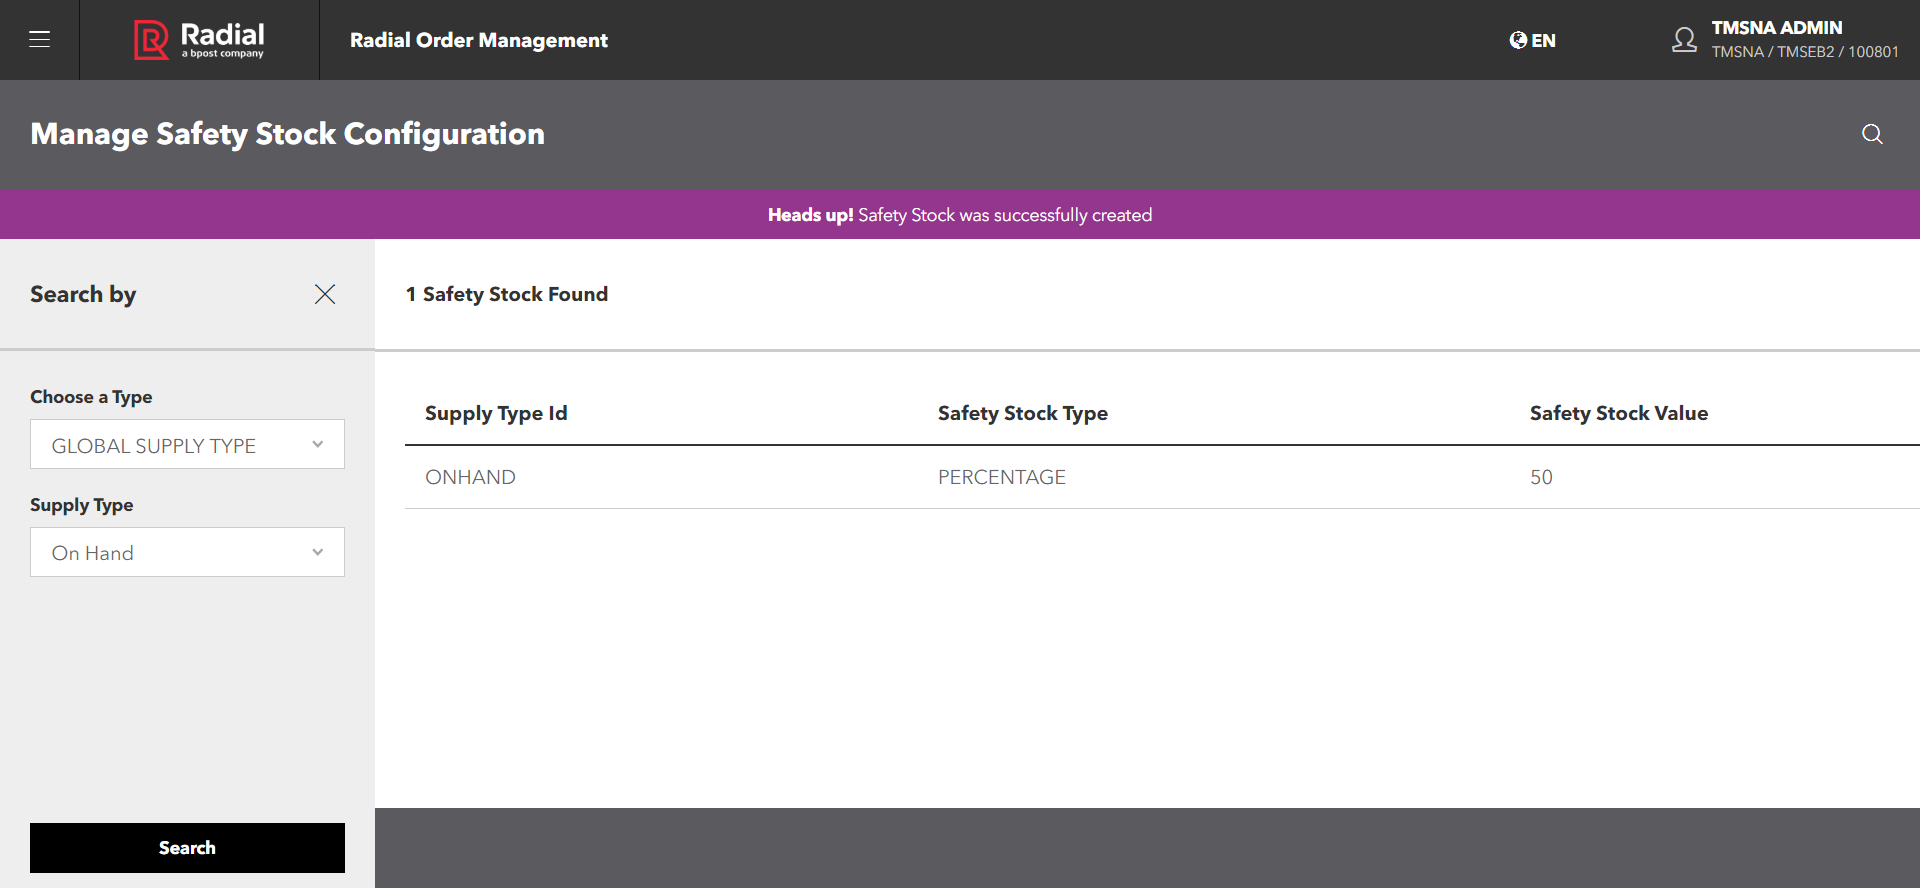 Radial
a bpost company
Radial Order Management
EN
TMSNA ADMIN
TMSNA / TMSEB2 / 100801
Manage Safety Stock Configuration
Heads up! Safety Stock was successfully created
Search by
1 Safety Stock Found
Choose a Type
GLOBAL SUPPLY TYPE
Supply Type
On Hand
Supply Type Id Safety Stock Type Safety Stock Value
ONHAND PERCENTAGE 50
Search